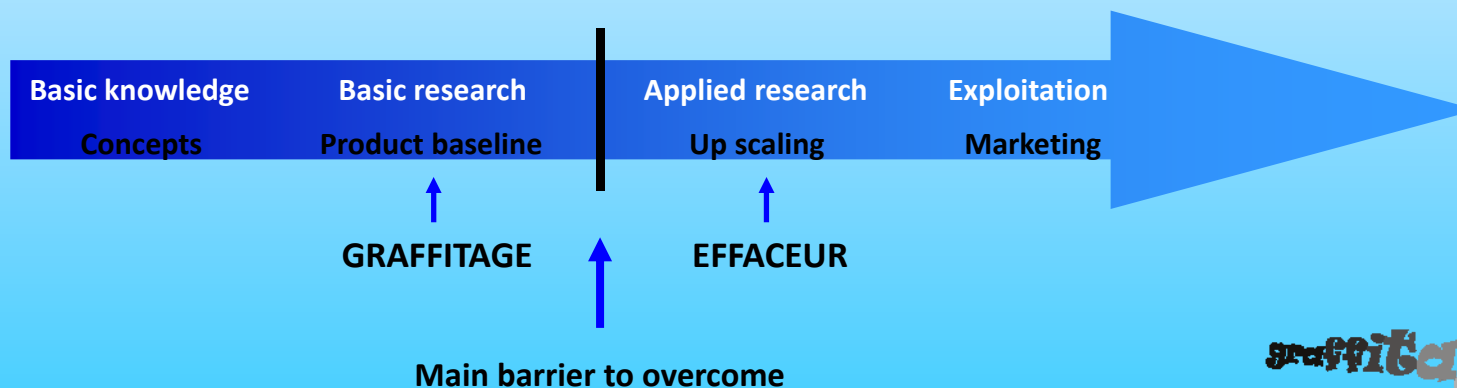 Basic knowledge Basic research Applied research Exploitation
Concepts Product baseline Up scaling Marketing
GRAFFITAGE EFFACEUR
Main barrier to overcome